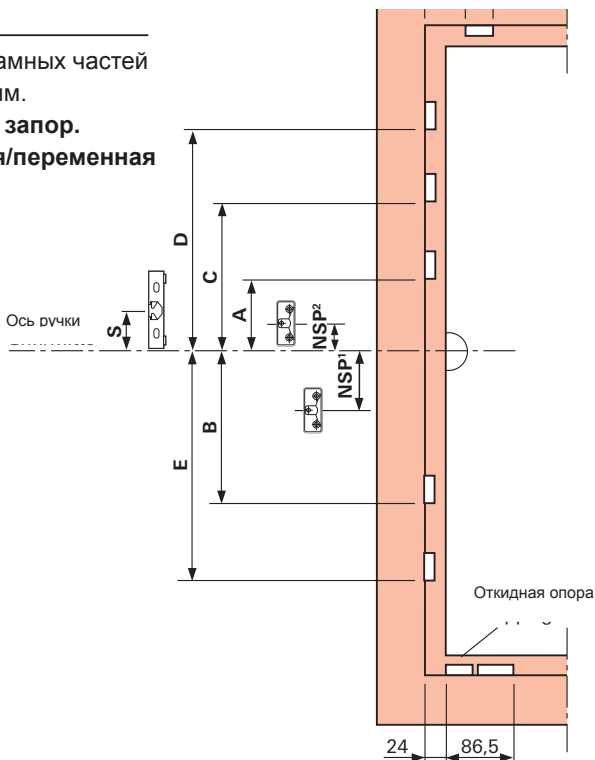 амных частей
им.
запор.
я/переменная
D
C
A
S
NSP²
Ось ручки
NSP¹
B
E
Откидная опора
24
86,5